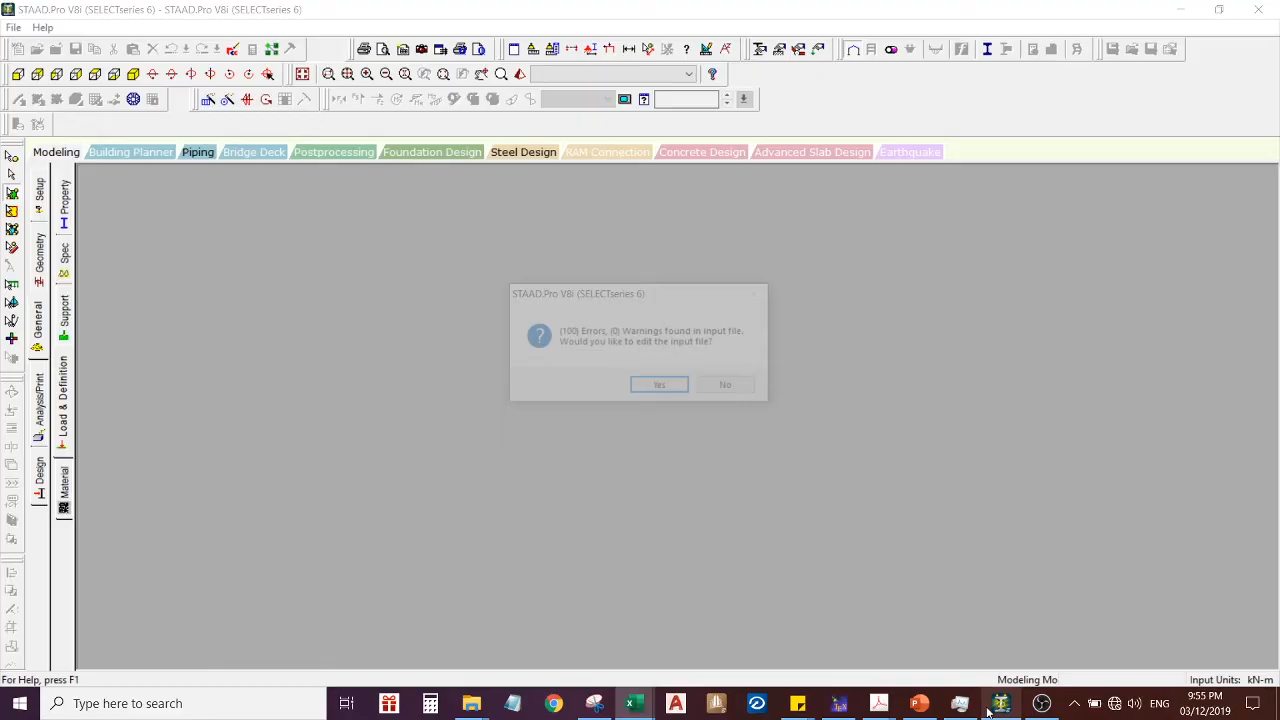 STAAD.Pro V8i (SELECTseries 6) - STAAD.Pro V8i (SELECTseries 6)
File Help
Modeling Building Planner Piping Bridge Deck Postprocessing Foundation Design Steel Design RAM Connection Concrete Design Advanced Slab Design Earthquake
Setup
Geometry
General
Analysis/Print
Design
Property
Spec
Support
Load & Definition
Material
STAAD.Pro V8i (SELECTseries 6)
(100) Errors, (0) Warnings found in input file.
Would you like to edit the input file?
Yes No
For Help, press F1 Modeling Mo Input Units: kN-m
Type here to search
ENG
9:55 PM
03/12/2019